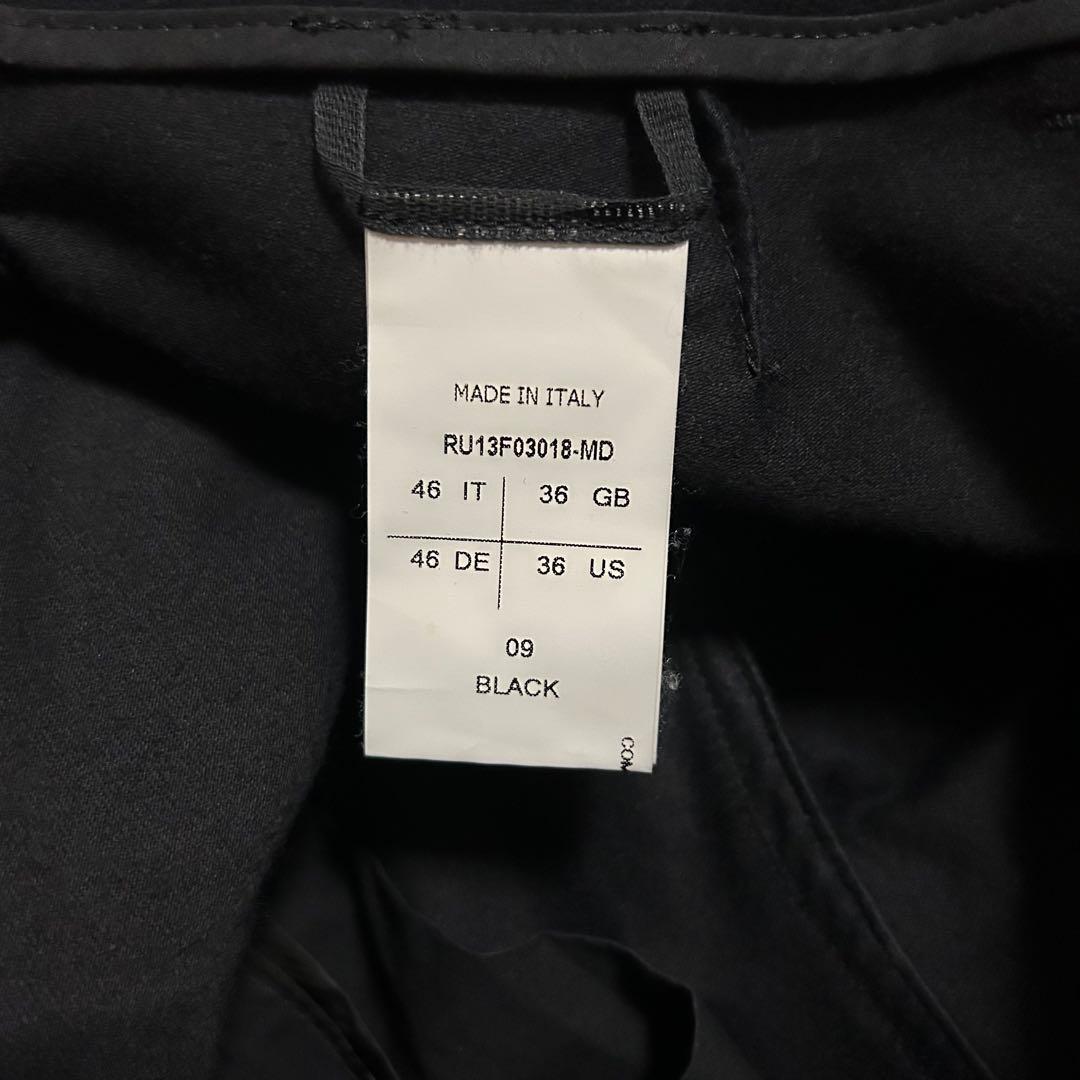 MADE IN ITALY
RU13F03018-MD
46 IT 36 GB
46 DE 36 US
09
BLACK